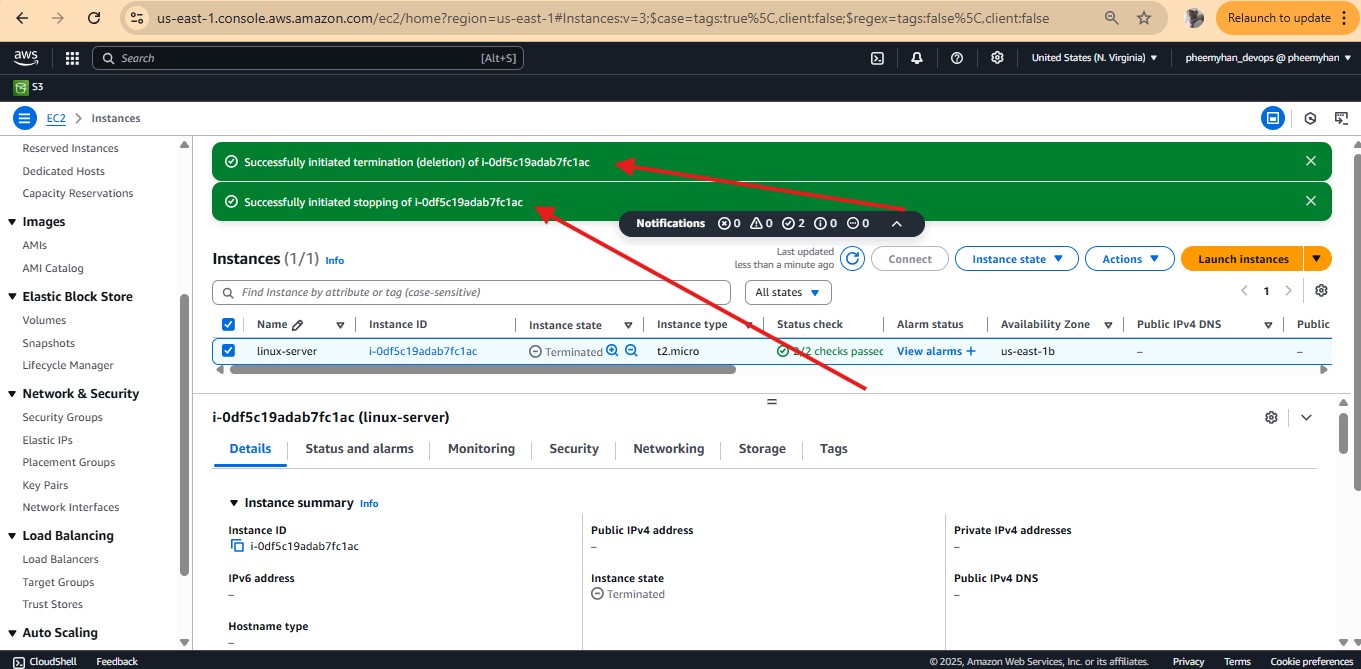 us-east-1.console.aws.amazon.com/ec2/home?region=us-east-1#Instances:v=3;$case=tags:true%5C,client:false;$regex=tags:false%5C,client:false
Relaunch to update
aws
Search
[Alt+S]
United States (N. Virginia)
pheemyhan_devops @ pheemyhan
S3
EC2
Instances
Reserved Instances
Dedicated Hosts
Capacity Reservations
Images
AMIs
AMI Catalog
Elastic Block Store
Volumes
Snapshots
Lifecycle Manager
Network & Security
Security Groups
Elastic IPs
Placement Groups
Key Pairs
Network Interfaces
Load Balancing
Load Balancers
Target Groups
Trust Stores
Auto Scaling
Successfully initiated termination (deletion) of i-0df5c19adab7fc1ac
Successfully initiated stopping of i-0df5c19adab7fc1ac
Notifications 0 0 2 0 0
Instances (1/1) Info
Last updated
less than a minute ago
Connect
Instance state
Actions
Launch instances
Find Instance by attribute or tag (case-sensitive)
All states
1
Name Instance ID Instance state Instance type Status check Alarm status Availability Zone Public IPv4 DNS Public
linux-server i-0df5c19adab7fc1ac Terminated t2.micro 2/2 checks passec View alarms + us-east-1b – –
i-0df5c19adab7fc1ac (linux-server)
Details Status and alarms Monitoring Security Networking Storage Tags
Instance summary Info
Instance ID
i-0df5c19adab7fc1ac
IPv6 address
–
Hostname type
–
Public IPv4 address
–
Instance state
Terminated
Private IPv4 addresses
–
Public IPv4 DNS
–
CloudShell Feedback
© 2025, Amazon Web Services, Inc. or its affiliates. Privacy Terms Cookie preferences